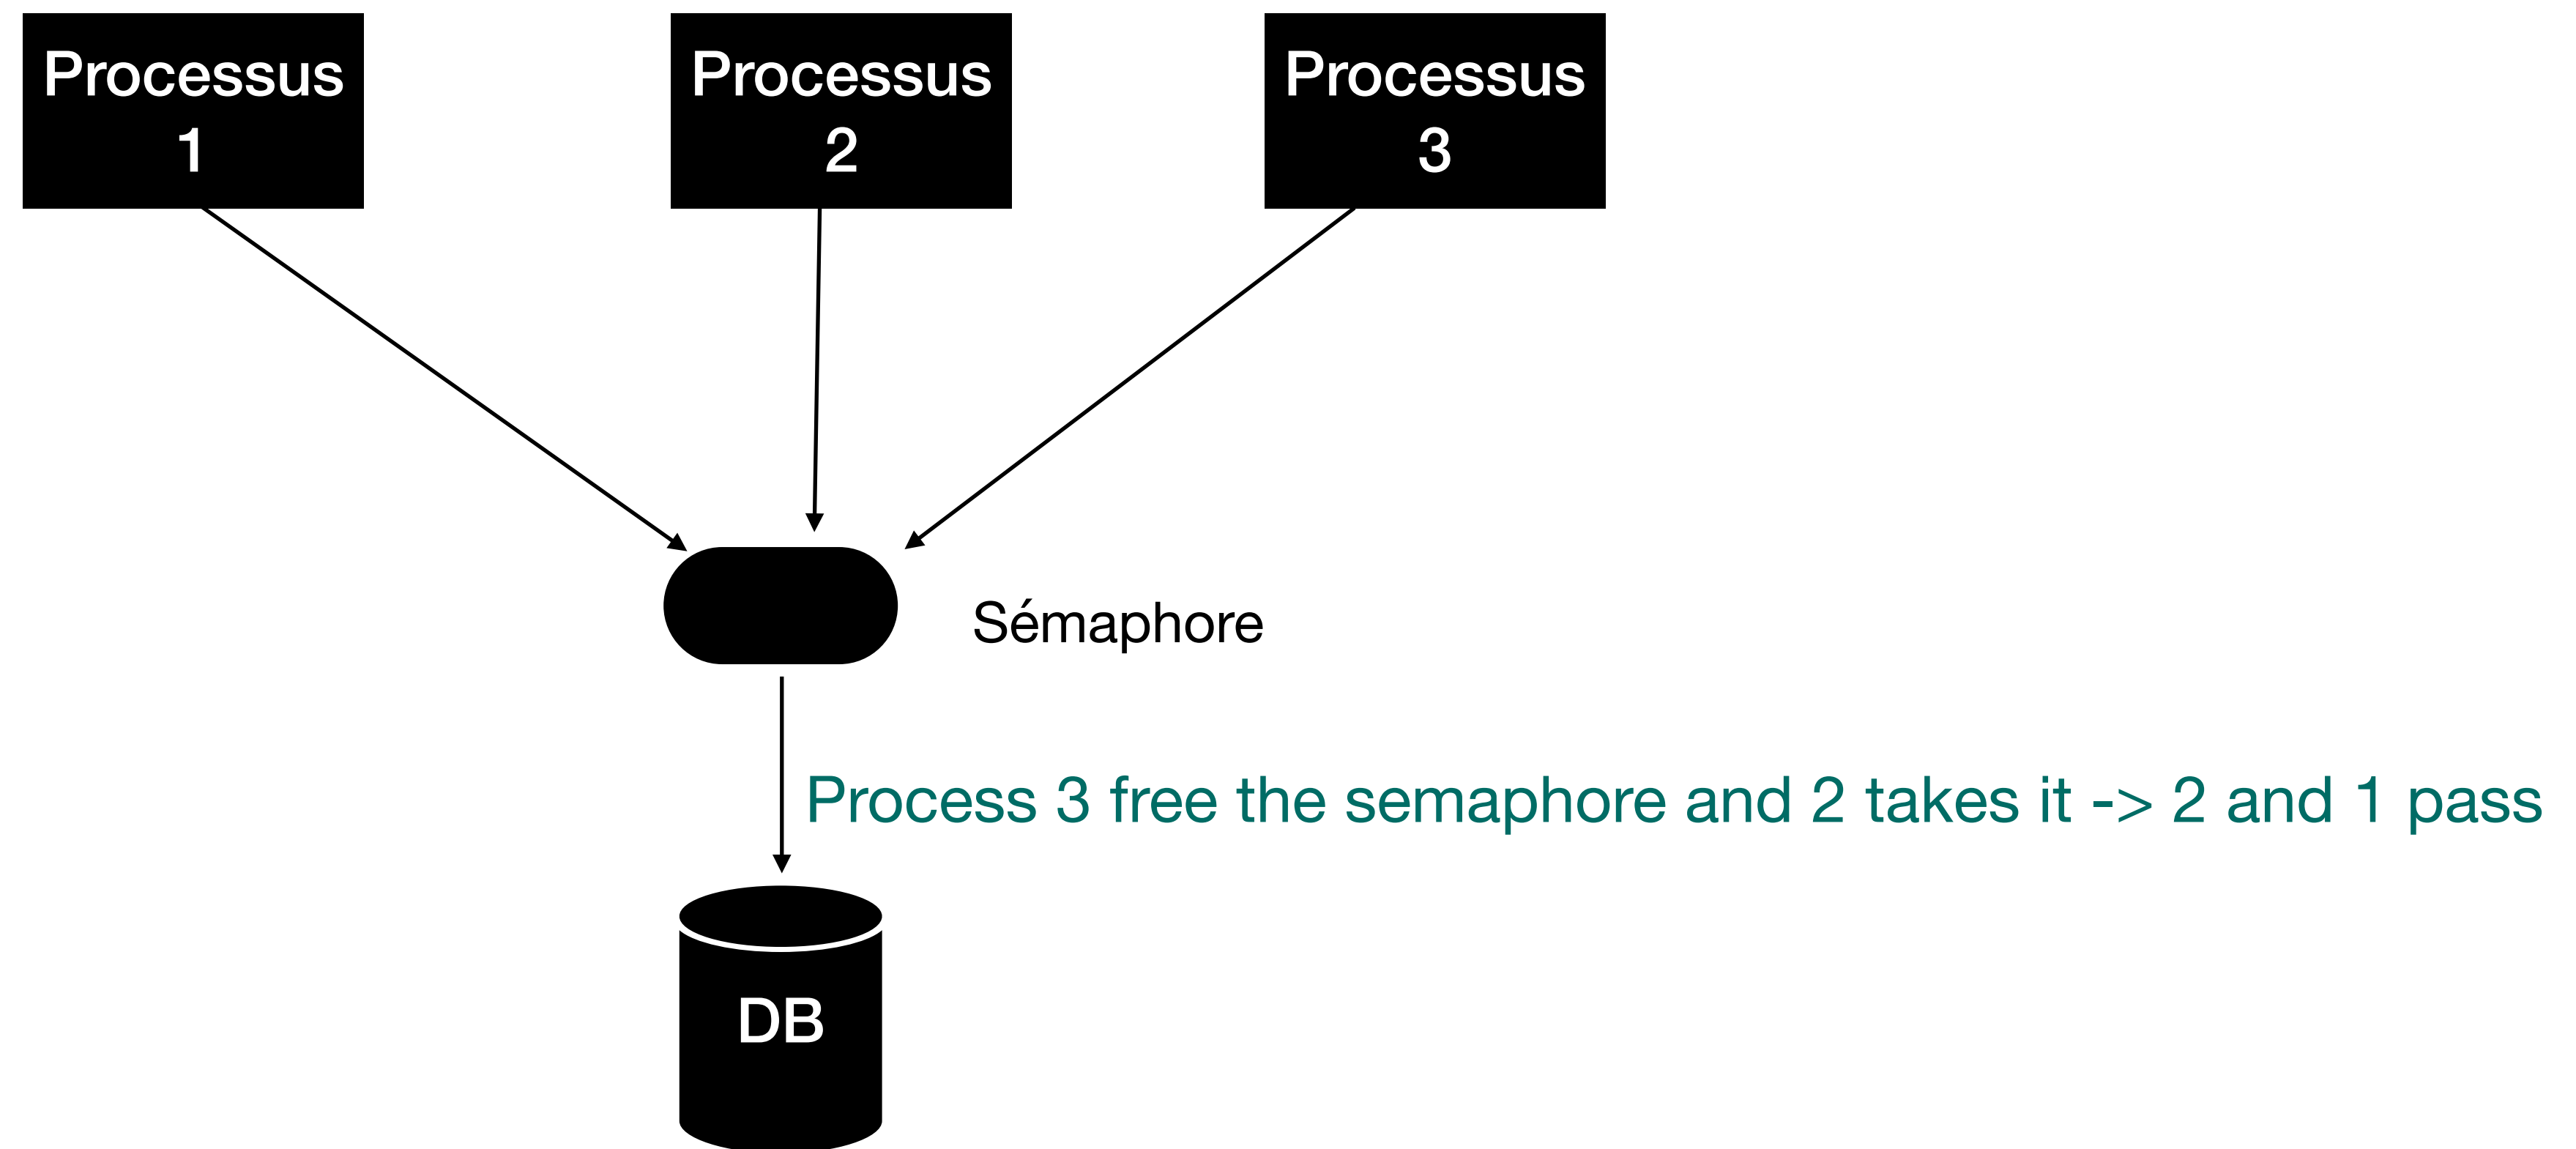 Processus
1
Processus
2
Processus
3
Sémaphore
Process 3 free the semaphore and 2 takes it -> 2 and 1 pass
DB